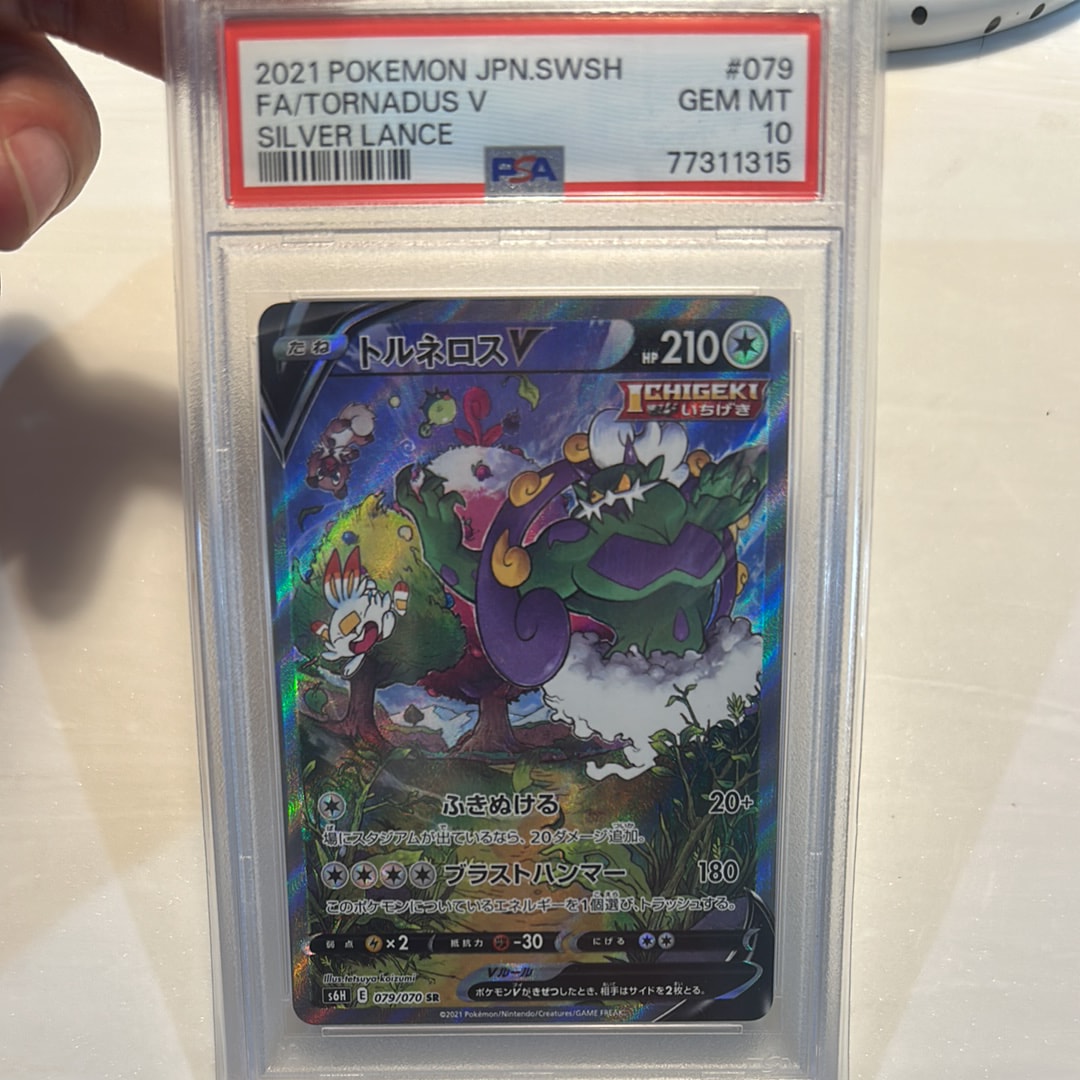 2021 POKEMON JPN.SWSH #079
FA/TORNADUS V GEM MT
SILVER LANCE 10
PSA 77311315
たね トルネロスV HP 210
ICHIGEKI
いちげき
ふきぬける 20+
場にスタジアムが出ているなら、20ダメージ追加。
ブラストハンマー 180
このポケモンについているエネルギーを1個選び、トラッシュする。
弱点 ×2 抵抗力 -30 にげる
Vルール
ポケモンVがきぜつしたとき、相手はサイドを2枚とる。
Illus. tetsuya koizumi
s6H E 079/070 SR
©2021 Pokémon/Nintendo/Creatures/GAME FREAK.